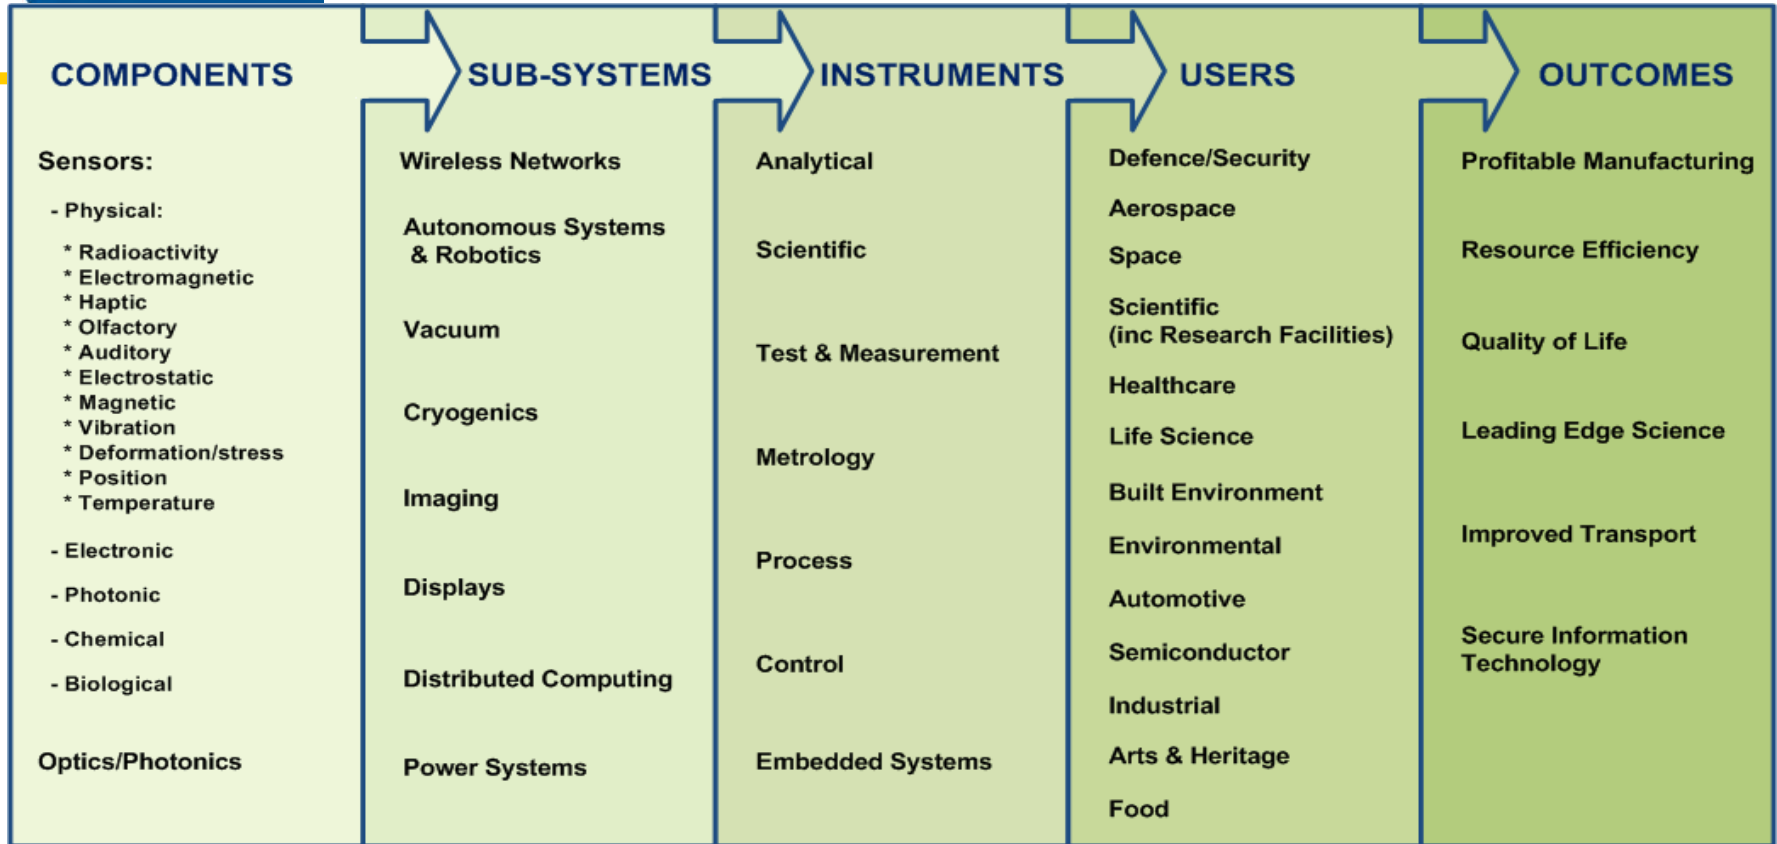 COMPONENTS
Sensors:
- Physical:
* Radioactivity
* Electromagnetic
* Haptic
* Olfactory
* Auditory
* Electrostatic
* Magnetic
* Vibration
* Deformation/stress
* Position
* Temperature
- Electronic
- Photonic
- Chemical
- Biological
Optics/Photonics
SUB-SYSTEMS
Wireless Networks
Autonomous Systems
& Robotics
Vacuum
Cryogenics
Imaging
Displays
Distributed Computing
Power Systems
INSTRUMENTS
Analytical
Scientific
Test & Measurement
Metrology
Process
Control
Embedded Systems
USERS
Defence/Security
Aerospace
Space
Scientific
(inc Research Facilities)
Healthcare
Life Science
Built Environment
Environmental
Automotive
Semiconductor
Industrial
Arts & Heritage
Food
OUTCOMES
Profitable Manufacturing
Resource Efficiency
Quality of Life
Leading Edge Science
Improved Transport
Secure Information
Technology